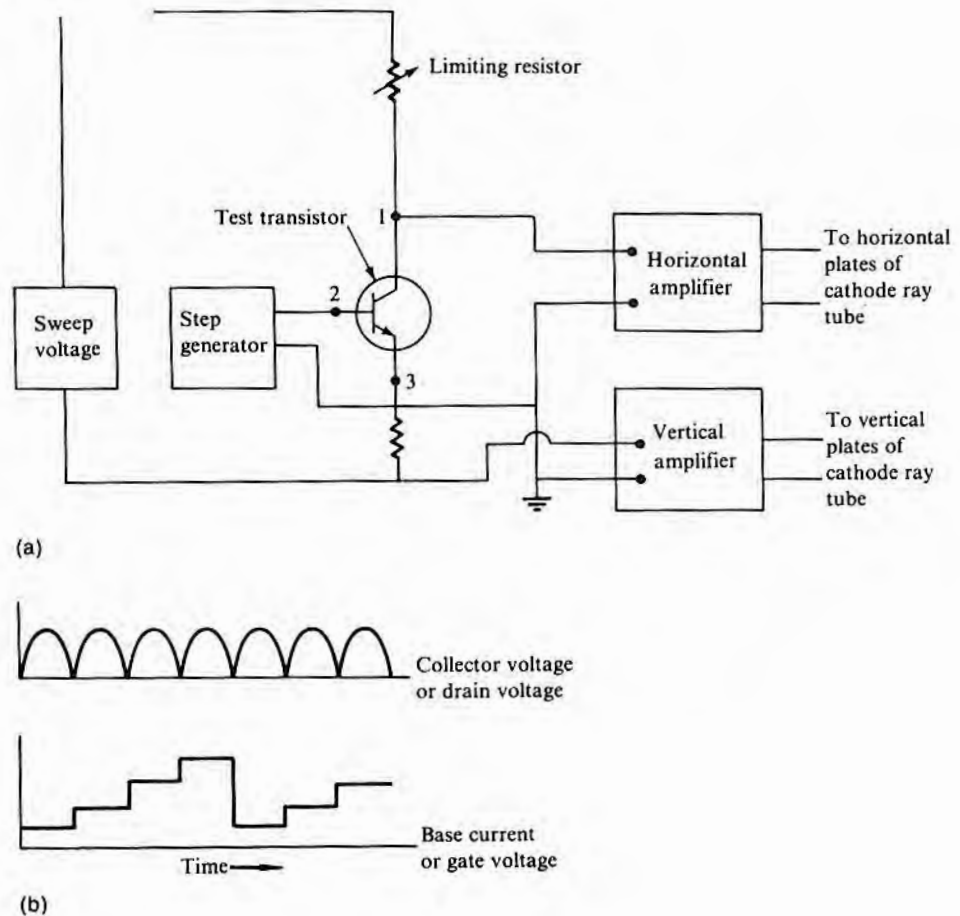 Limiting resistor
Test transistor
1
2
3
Sweep
voltage
Step
generator
Horizontal
amplifier
To horizontal
plates of
cathode ray
tube
Vertical
amplifier
To vertical
plates of
cathode ray
tube
(a)
Collector voltage
or drain voltage
Base current
or gate voltage
Time
(b)